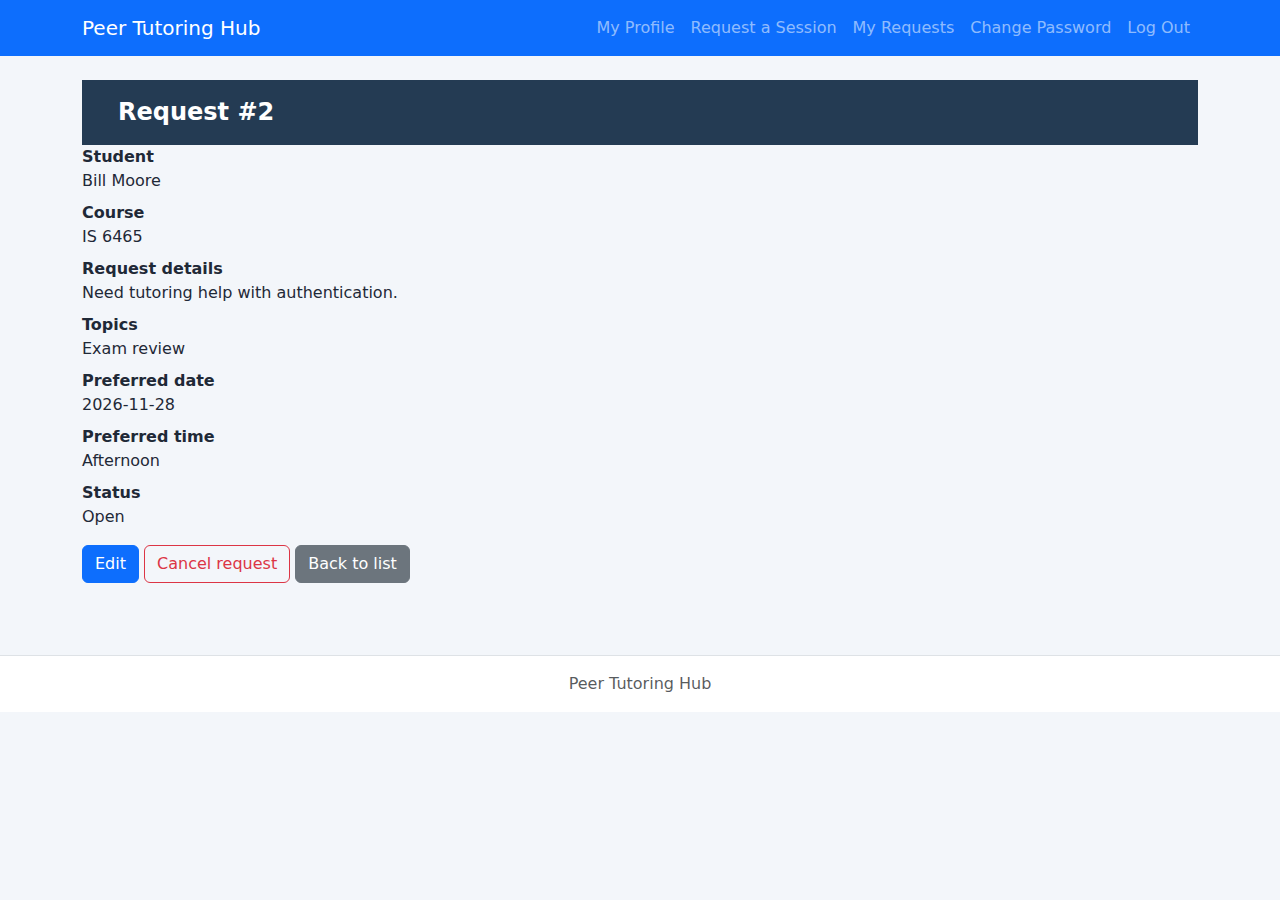 Peer Tutoring Hub
My Profile
Request a Session
My Requests
Change Password
Log Out
Request #2
Student
Bill Moore
Course
IS 6465
Request details
Need tutoring help with authentication.
Topics
Exam review
Preferred date
2026-11-28
Preferred time
Afternoon
Status
Open
Edit
Cancel request
Back to list
Peer Tutoring Hub